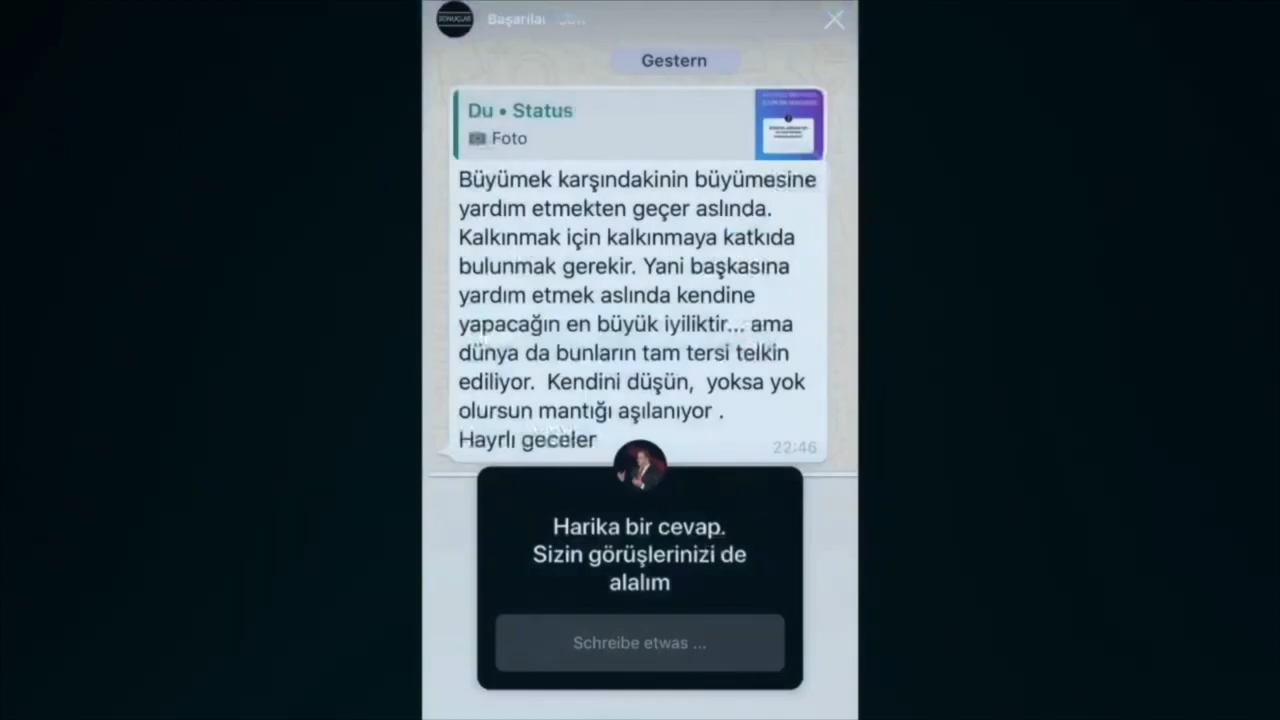 SONUÇLAR
Başarılar
Gestern
Du • Status
Foto
Büyümek karşındakinin büyümesine
yardım etmekten geçer aslında.
Kalkınmak için kalkınmaya katkıda
bulunmak gerekir. Yani başkasına
yardım etmek aslında kendine
yapacağın en büyük iyiliktir... ama
dünya da bunların tam tersi telkin
ediliyor.  Kendini düşün,  yoksa yok
olursun mantığı aşılanıyor .
Hayrlı geceler
22:46
Harika bir cevap.
Sizin görüşlerinizi de
alalım
Schreibe etwas ...